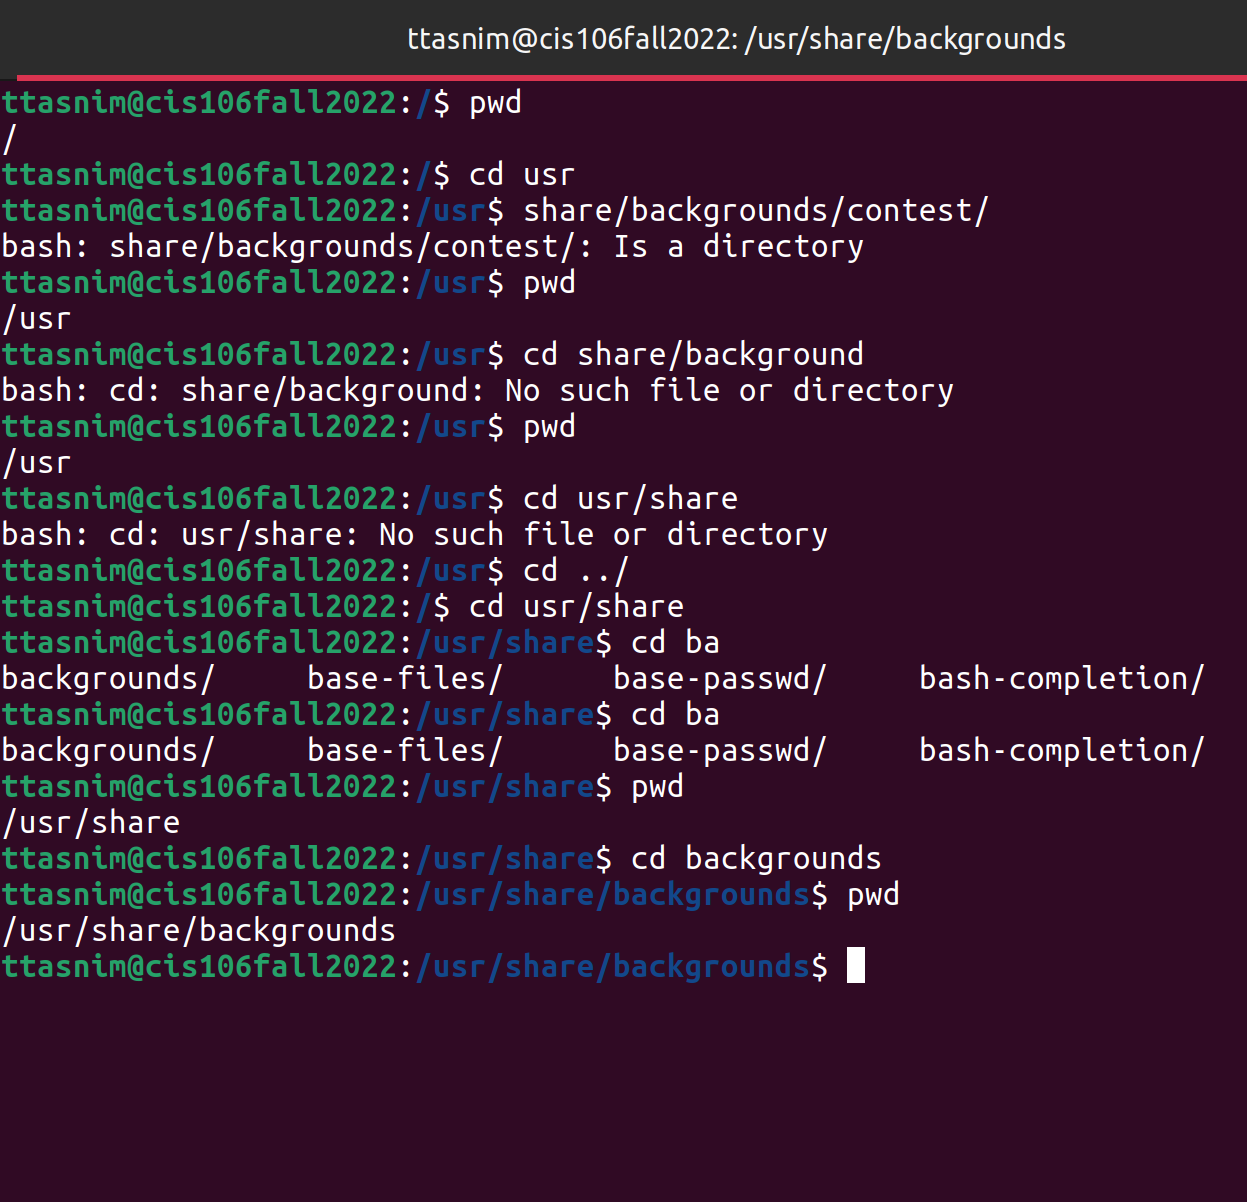 ttasnim@cis106fall2022: /usr/share/backgrounds
ttasnim@cis106fall2022:/$ pwd
/
ttasnim@cis106fall2022:/$ cd usr
ttasnim@cis106fall2022:/usr$ share/backgrounds/contest/
bash: share/backgrounds/contest/: Is a directory
ttasnim@cis106fall2022:/usr$ pwd
/usr
ttasnim@cis106fall2022:/usr$ cd share/background
bash: cd: share/background: No such file or directory
ttasnim@cis106fall2022:/usr$ pwd
/usr
ttasnim@cis106fall2022:/usr$ cd usr/share
bash: cd: usr/share: No such file or directory
ttasnim@cis106fall2022:/usr$ cd ../
ttasnim@cis106fall2022:/$ cd usr/share
ttasnim@cis106fall2022:/usr/share$ cd ba
backgrounds/     base-files/      base-passwd/     bash-completion/
ttasnim@cis106fall2022:/usr/share$ cd ba
backgrounds/     base-files/      base-passwd/     bash-completion/
ttasnim@cis106fall2022:/usr/share$ pwd
/usr/share
ttasnim@cis106fall2022:/usr/share$ cd backgrounds
ttasnim@cis106fall2022:/usr/share/backgrounds$ pwd
/usr/share/backgrounds
ttasnim@cis106fall2022:/usr/share/backgrounds$